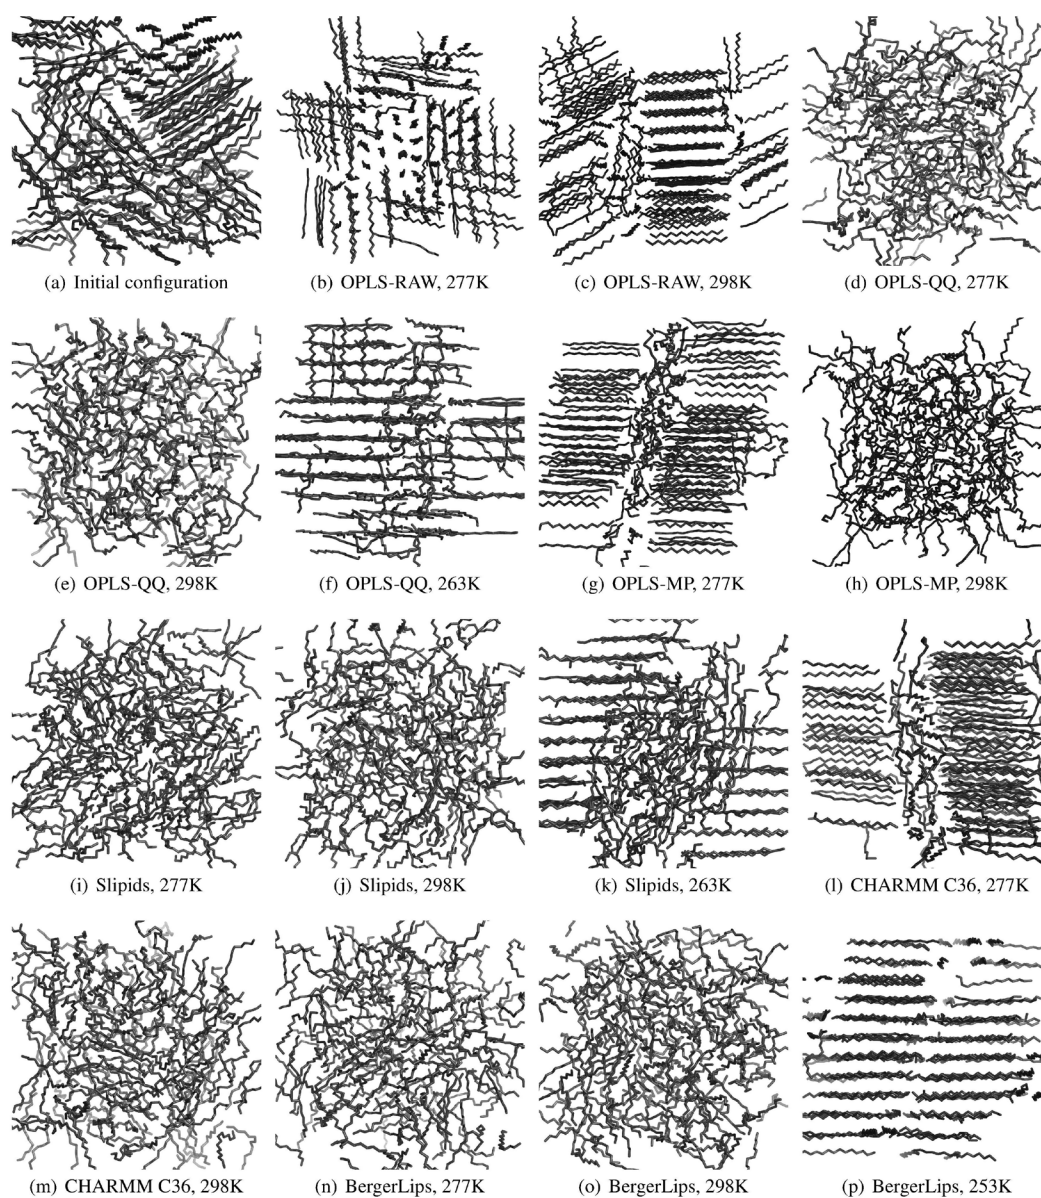 (a) Initial configuration
(b) OPLS-RAW, 277K
(c) OPLS-RAW, 298K
(d) OPLS-QQ, 277K
(e) OPLS-QQ, 298K
(f) OPLS-QQ, 263K
(g) OPLS-MP, 277K
(h) OPLS-MP, 298K
(i) Slipids, 277K
(j) Slipids, 298K
(k) Slipids, 263K
(l) CHARMM C36, 277K
(m) CHARMM C36, 298K
(n) BergerLips, 277K
(o) BergerLips, 298K
(p) BergerLips, 253K